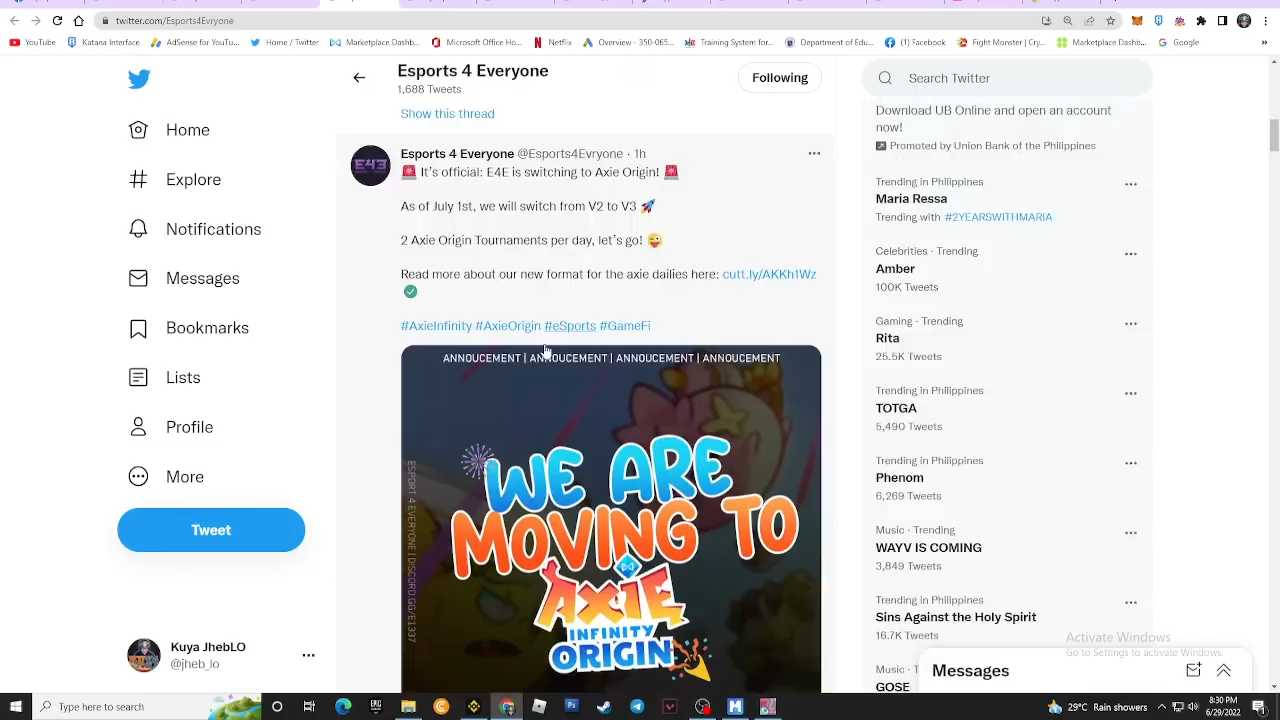 twitter.com/Esports4Evryone
YouTube
Katana Interface
AdSense for YouTu...
Home / Twitter
Marketplace Dashb...
Microsoft Office Ho...
Netflix
Overview - 350-065...
Training System for...
Department of Edu...
(1) Facebook
Fight Monster | Cry...
Marketplace Dashb...
Google
»
Home
Explore
Notifications
Messages
Bookmarks
Lists
Profile
More
Tweet
Kuya JhebLO
@jheb_lo
Esports 4 Everyone
1,688 Tweets
Following
Show this thread
E43
Esports 4 Everyone @Esports4Evryone · 1h
🚨 It's official: E4E is switching to Axie Origin! 🚨
As of July 1st, we will switch from V2 to V3 🚀
2 Axie Origin Tournaments per day, let's go! 😜
Read more about our new format for the axie dailies here: cutt.ly/AKKh1Wz
✅
#AxieInfinity #AxieOrigin #eSports #GameFi
ANNOUCEMENT | ANNOUCEMENT | ANNOUCEMENT | ANNOUCEMENT
ESPORT 4 EVERYONE | DISCORD.GG/E1337
WE ARE
MOVING TO
AXIE
INFINITY
ORIGIN
Search Twitter
Download UB Online and open an account
now!
Promoted by Union Bank of the Philippines
Trending in Philippines
Maria Ressa
Trending with #2YEARSWITHMARIA
Celebrities · Trending
Amber
100K Tweets
Gaming · Trending
Rita
25.5K Tweets
Trending in Philippines
TOTGA
5,490 Tweets
Trending in Philippines
Phenom
6,269 Tweets
Music · Trending
WAYV IS COMING
3,849 Tweets
Trending in Philippines
Sins Against the Holy Spirit
16.7K Tweets
Music · T
GOSE
Activate Windows
Go to Settings to activate Windows.
Messages
Type here to search
29°C Rain showers
8:30 PM
6/29/2022